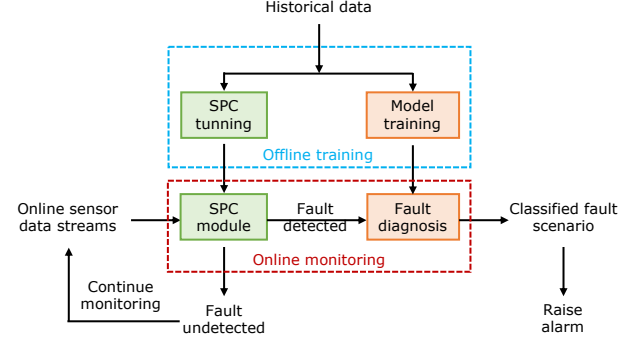 Historical data
SPC
tunning
Model
training
Offline training
Online sensor
data streams
SPC
module
Fault
detected
Fault
diagnosis
Classified fault
scenario
Online monitoring
Continue
monitoring
Fault
undetected
Raise
alarm